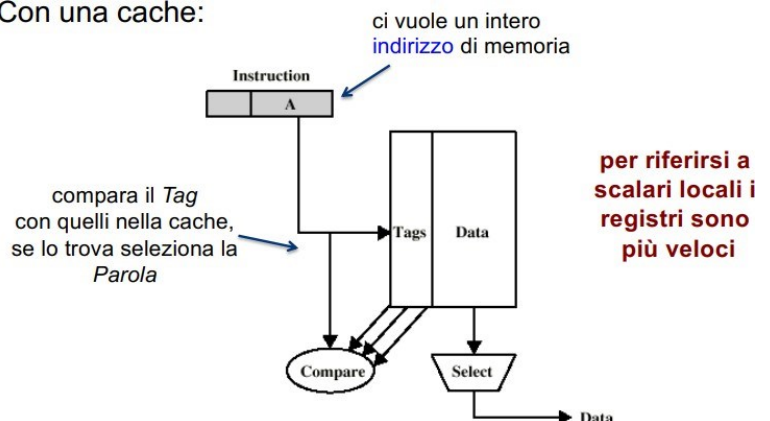 Con una cache:
ci vuole un intero
indirizzo di memoria
Instruction
A
compara il Tag
con quelli nella cache,
se lo trova seleziona la
Parola
Tags
Data
per riferirsi a
scalari locali i
registri sono
più veloci
Compare
Select
Data